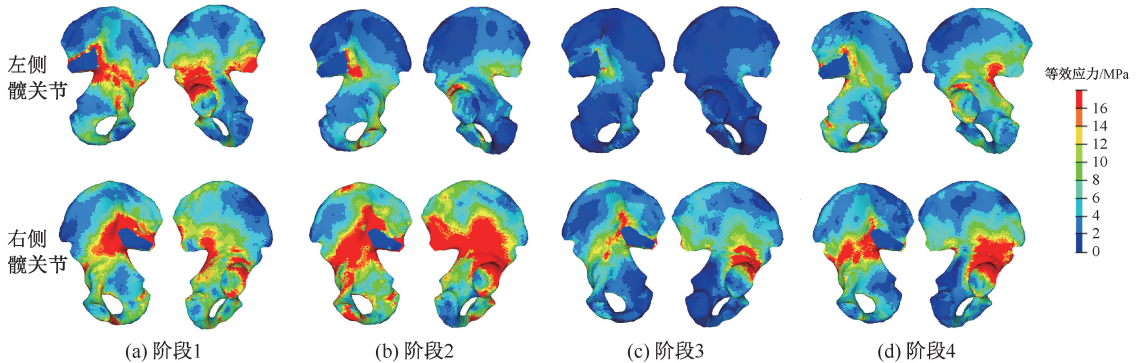 左侧
髋关节
右侧
髋关节
等效应力/MPa
16
14
12
10
8
6
4
2
0
(a) 阶段1
(b) 阶段2
(c) 阶段3
(d) 阶段4